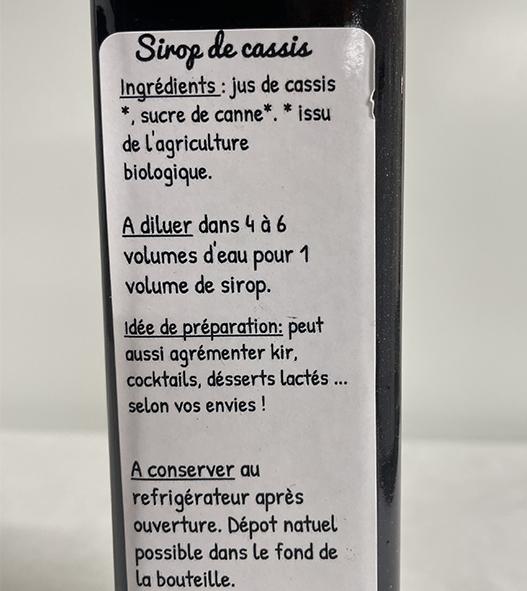 Sirop de cassis
Ingrédients : jus de cassis
*, sucre de canne*. * issu
de l'agriculture
biologique.
A diluer dans 4 à 6
volumes d'eau pour 1
volume de sirop.
Idée de préparation: peut
aussi agrémenter kir,
cocktails, désserts lactés ...
selon vos envies !
A conserver au
refrigérateur après
ouverture. Dépot natuel
possible dans le fond de
la bouteille.